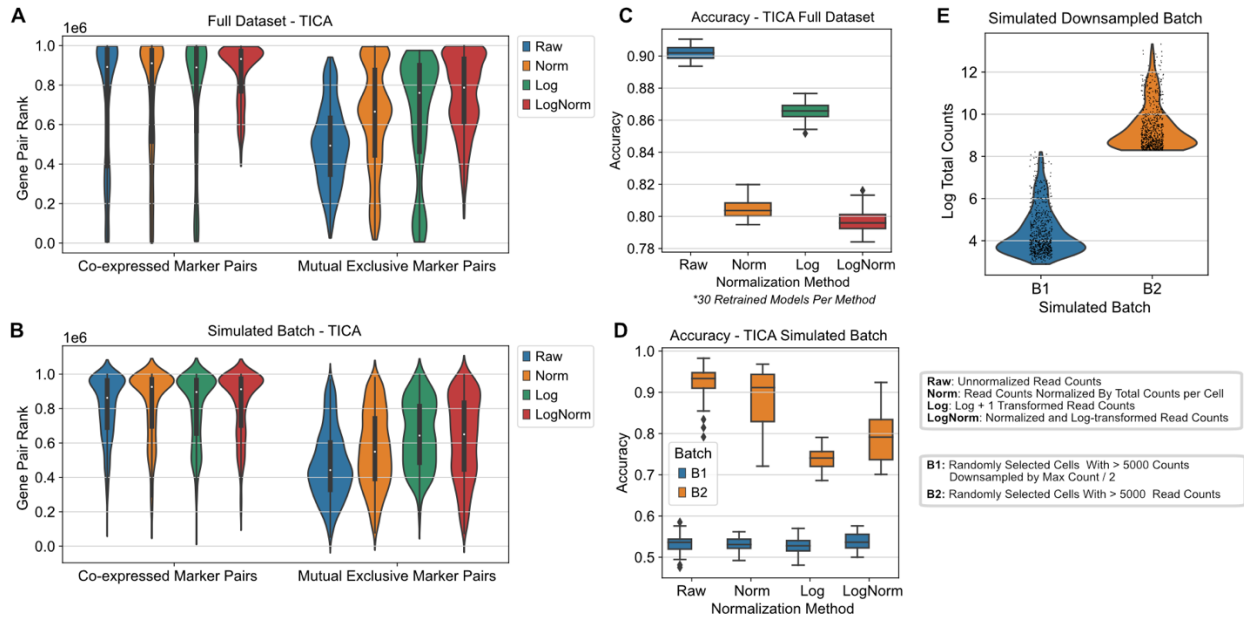 A
Full Dataset - TICA
1e6
Gene Pair Rank
1.0
0.8
0.6
0.4
0.2
0.0
Co-expressed Marker Pairs
Mutual Exclusive Marker Pairs
Raw
Norm
Log
LogNorm
B
Simulated Batch - TICA
1e6
Gene Pair Rank
1.0
0.8
0.6
0.4
0.2
0.0
Co-expressed Marker Pairs
Mutual Exclusive Marker Pairs
Raw
Norm
Log
LogNorm
C
Accuracy - TICA Full Dataset
Accuracy
0.90
0.88
0.86
0.84
0.82
0.80
0.78
Raw
Norm
Log
LogNorm
Normalization Method
*30 Retrained Models Per Method
D
Accuracy - TICA Simulated Batch
Accuracy
1.0
0.9
0.8
0.7
0.6
0.5
Batch
B1
B2
Raw
Norm
Log
LogNorm
Normalization Method
E
Simulated Downsampled Batch
Log Total Counts
12
10
8
6
4
B1
B2
Simulated Batch
Raw: Unnormalized Read Counts
Norm: Read Counts Normalized By Total Counts per Cell
Log: Log + 1 Transformed Read Counts
LogNorm: Normalized and Log-transformed Read Counts
B1: Randomly Selected Cells With > 5000 Counts
Downsampled by Max Count / 2
B2: Randomly Selected Cells With > 5000 Read Counts